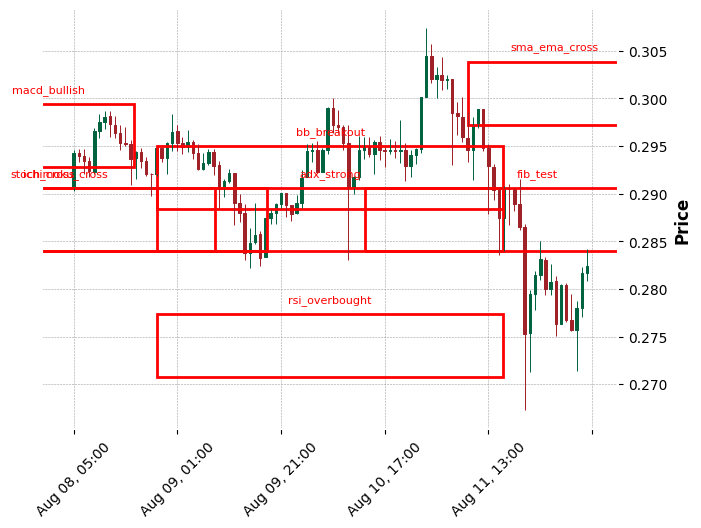 sma_ema_cross
0.305
macd_bullish
0.300
bb_breakout
0.295
adx_strong
fib_test
0.290
0.285
rsi_overbought
0.280
0.275
0.270
Price
Aug 08, 05:00
Aug 09, 01:00
Aug 09, 21:00
Aug 10, 17:00
Aug 11, 13:00